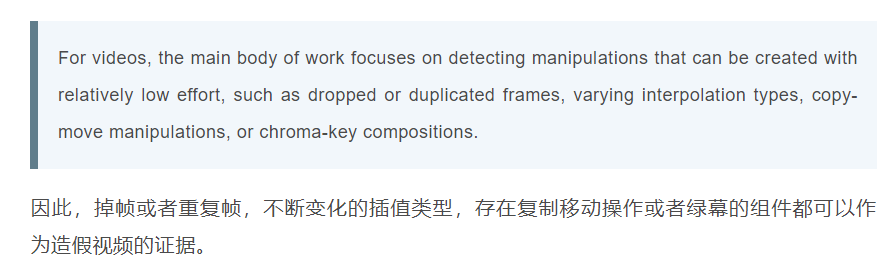 For videos, the main body of work focuses on detecting manipulations that can be created with
relatively low effort, such as dropped or duplicated frames, varying interpolation types, copy-
move manipulations, or chroma-key compositions.
因此，掉帧或者重复帧，不断变化的插值类型，存在复制移动操作或者绿幕的组件都可以作
为造假视频的证据。